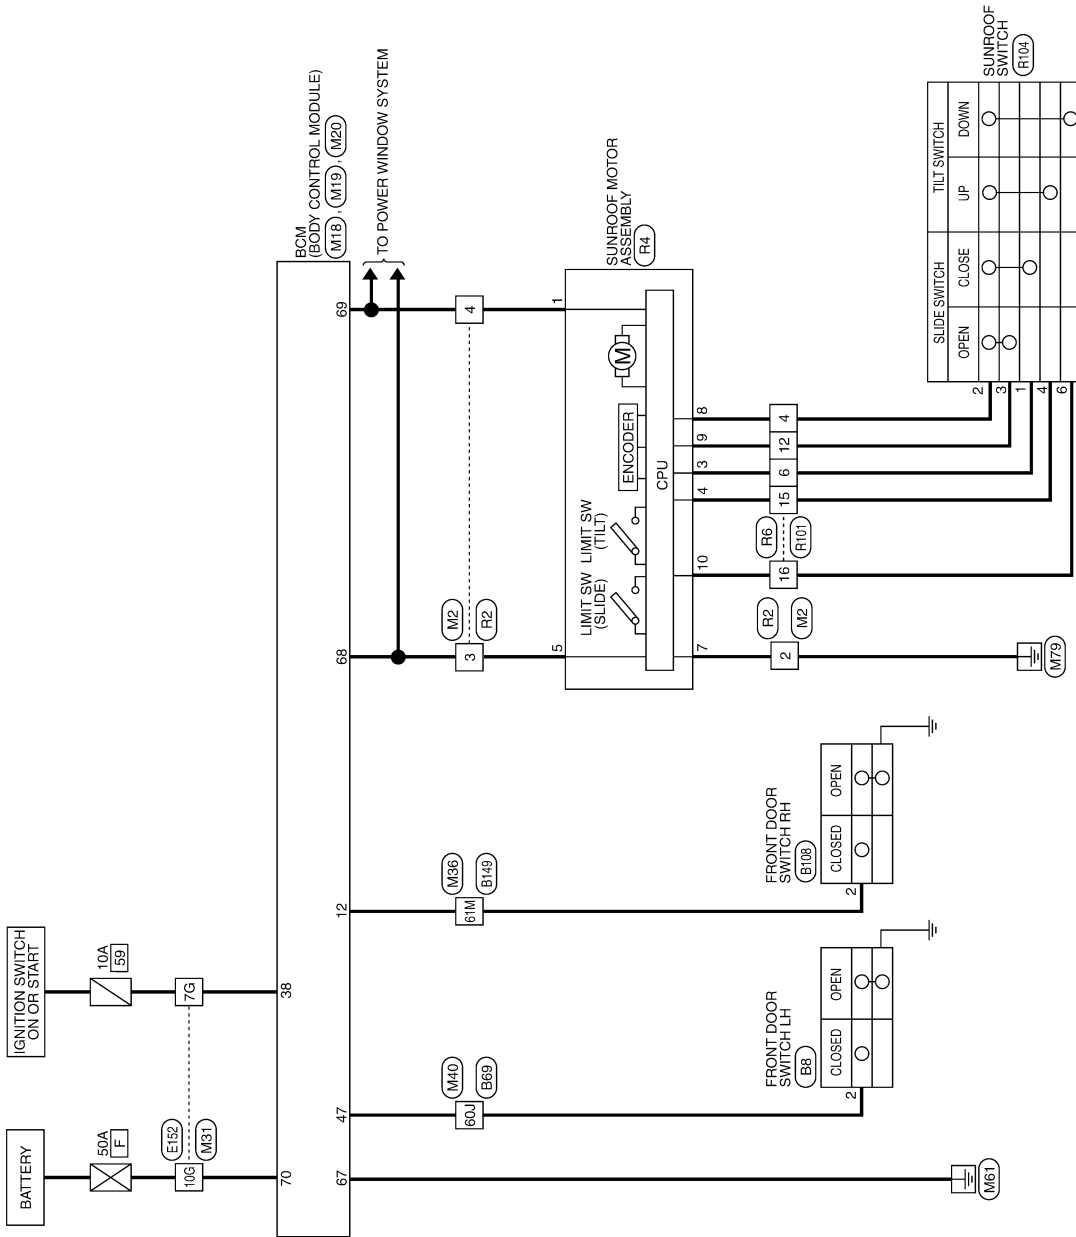 BATTERY
50A
F
10G
E152
M31
70
IGNITION SWITCH
ON OR START
10A
59
7G
38
BCM
(BODY CONTROL MODULE)
M18 , M19 , M20
67
47
12
68
69
TO POWER WINDOW SYSTEM
M61
60J
M40
B69
FRONT DOOR
SWITCH LH
B8
CLOSED
OPEN
2
61M
M36
B149
FRONT DOOR
SWITCH RH
B108
CLOSED
OPEN
2
3
M2
R2
4
5
1
SUNROOF MOTOR
ASSEMBLY
R4
LIMIT SW
(SLIDE)
LIMIT SW
(TILT)
ENCODER
M
CPU
7
10
4
3
9
8
2
R2
M2
M79
16
R6
R101
15
6
12
4
SUNROOF
SWITCH
R104
SLIDE SWITCH
TILT SWITCH
OPEN
CLOSE
UP
DOWN
2
3
1
4
6